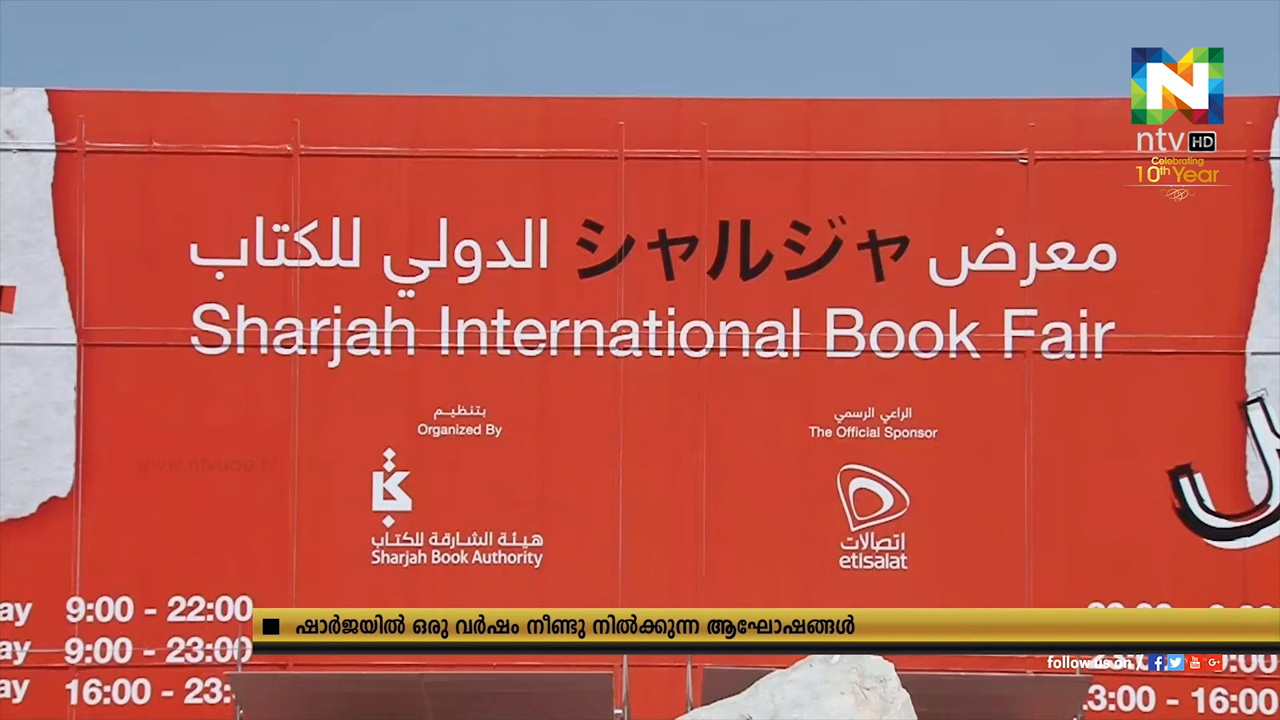 N
ntv HD
Celebrating
10th Year
معرض シャルジャ الدولي للكتاب
Sharjah International Book Fair
بتنظيم
Organized By
الراعي الرسمي
The Official Sponsor
www.ntvuae.tv
هيئة الشارقة للكتاب
Sharjah Book Authority
اتصالات
etisalat
ay 9:00 - 22:00
ay 9:00 - 23:00
ay 16:00 - 23:
ഷാർജയിൽ ഒരു വർഷം നീണ്ടു നിൽക്കുന്ന ആഘോഷങ്ങൾ
follow us on /
3:00 - 16:00